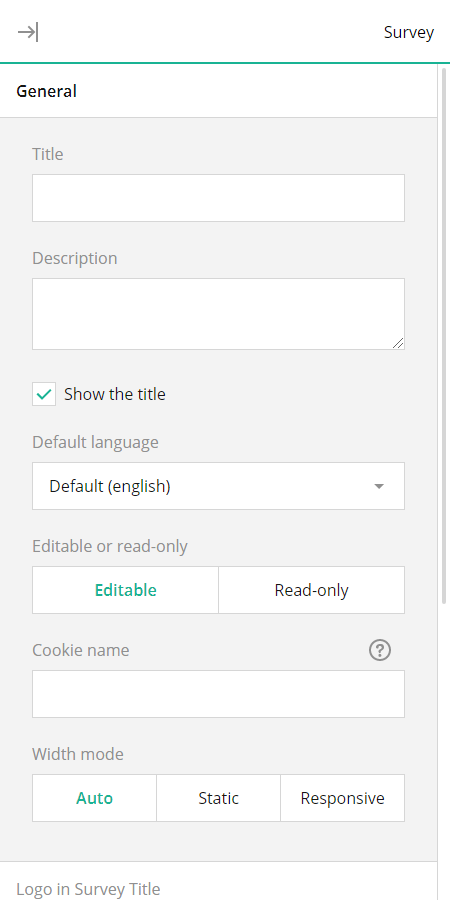 Survey
General
Title
Description
Show the title
Default language
Default (english)
Editable or read-only
Editable Read-only
Cookie name ?
Width mode
Auto Static Responsive
Logo in Survey Title